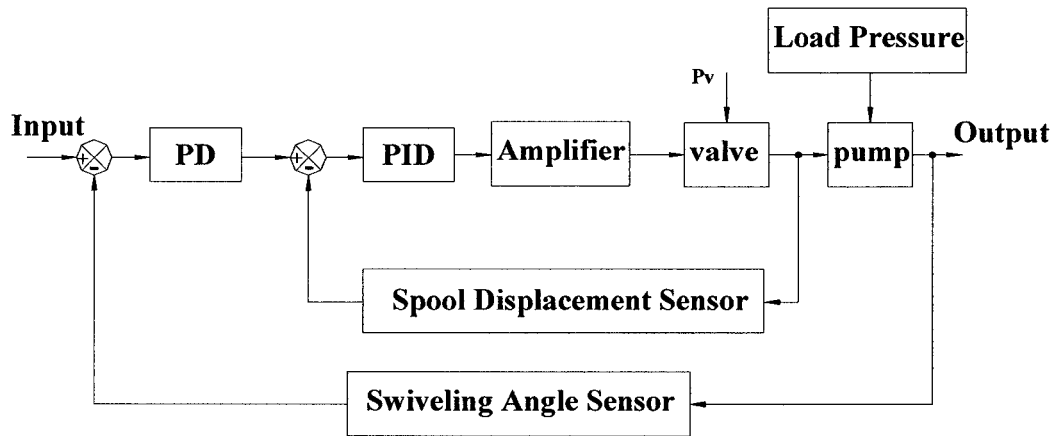 Load Pressure
Pv
Input
+
-
PD
+
-
PID
Amplifier
valve
pump
Output
Spool Displacement Sensor
Swiveling Angle Sensor